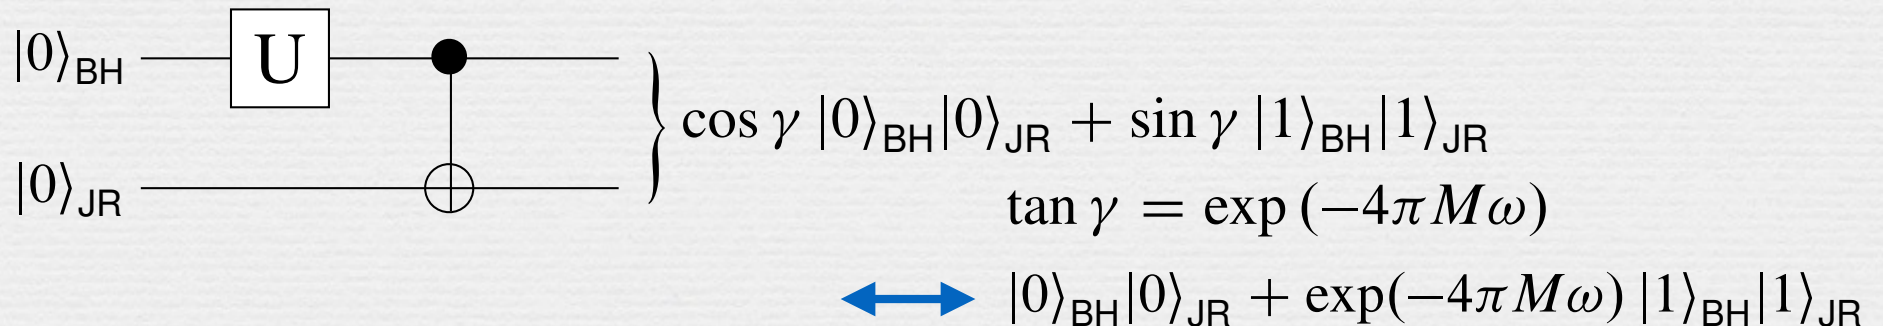 |0⟩BH U
|0⟩JR
cos γ |0⟩BH|0⟩JR + sin γ |1⟩BH|1⟩JR
tan γ = exp (−4πMω)
|0⟩BH|0⟩JR + exp(−4πMω) |1⟩BH|1⟩JR